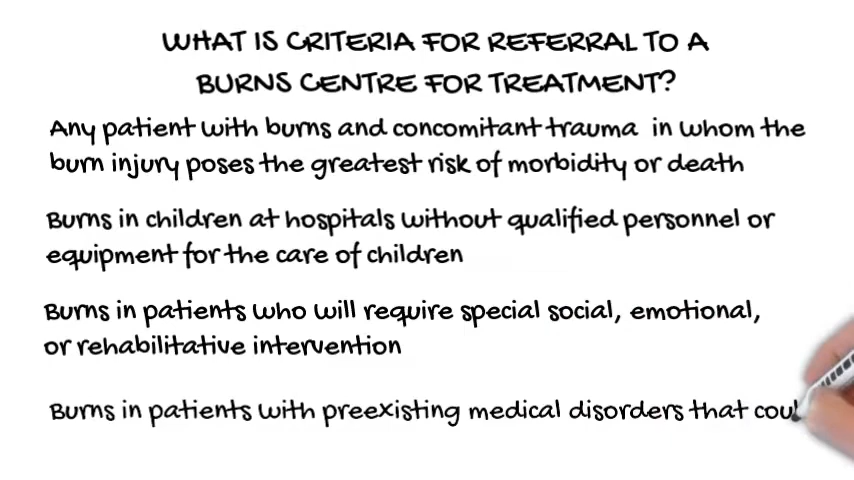 WHAT IS CRITERIA FOR REFERRAL TO A
BURNS CENTRE FOR TREATMENT?
Any patient with burns and concomitant trauma in whom the
burn injury poses the greatest risk of morbidity or death
Burns in children at hospitals without qualified personnel or
equipment for the care of children
Burns in patients who will require special social, emotional,
or rehabilitative intervention
Burns in patients with preexisting medical disorders that